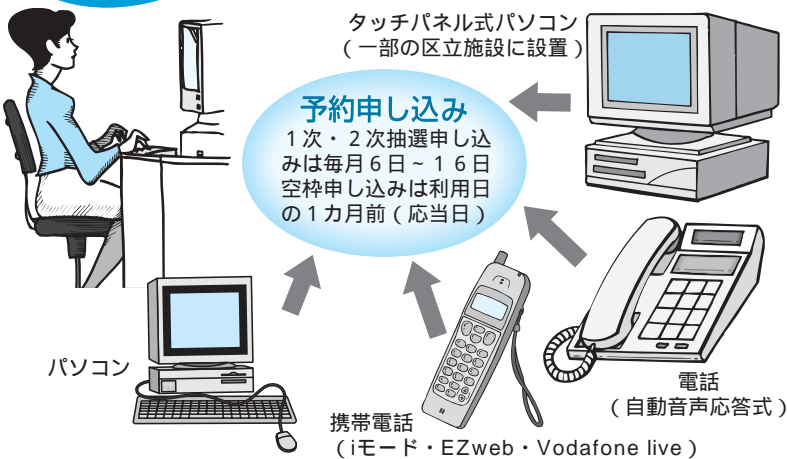 タッチパネル式パソコン
（一部の区立施設に設置）
予約申し込み
１次・２次抽選申し込
みは毎月６日～１６日
空枠申し込みは利用日
の１カ月前（応当日）
パソコン
携帯電話
（iモード・EZweb・Vodafone live）
電話
（自動音声応答式）